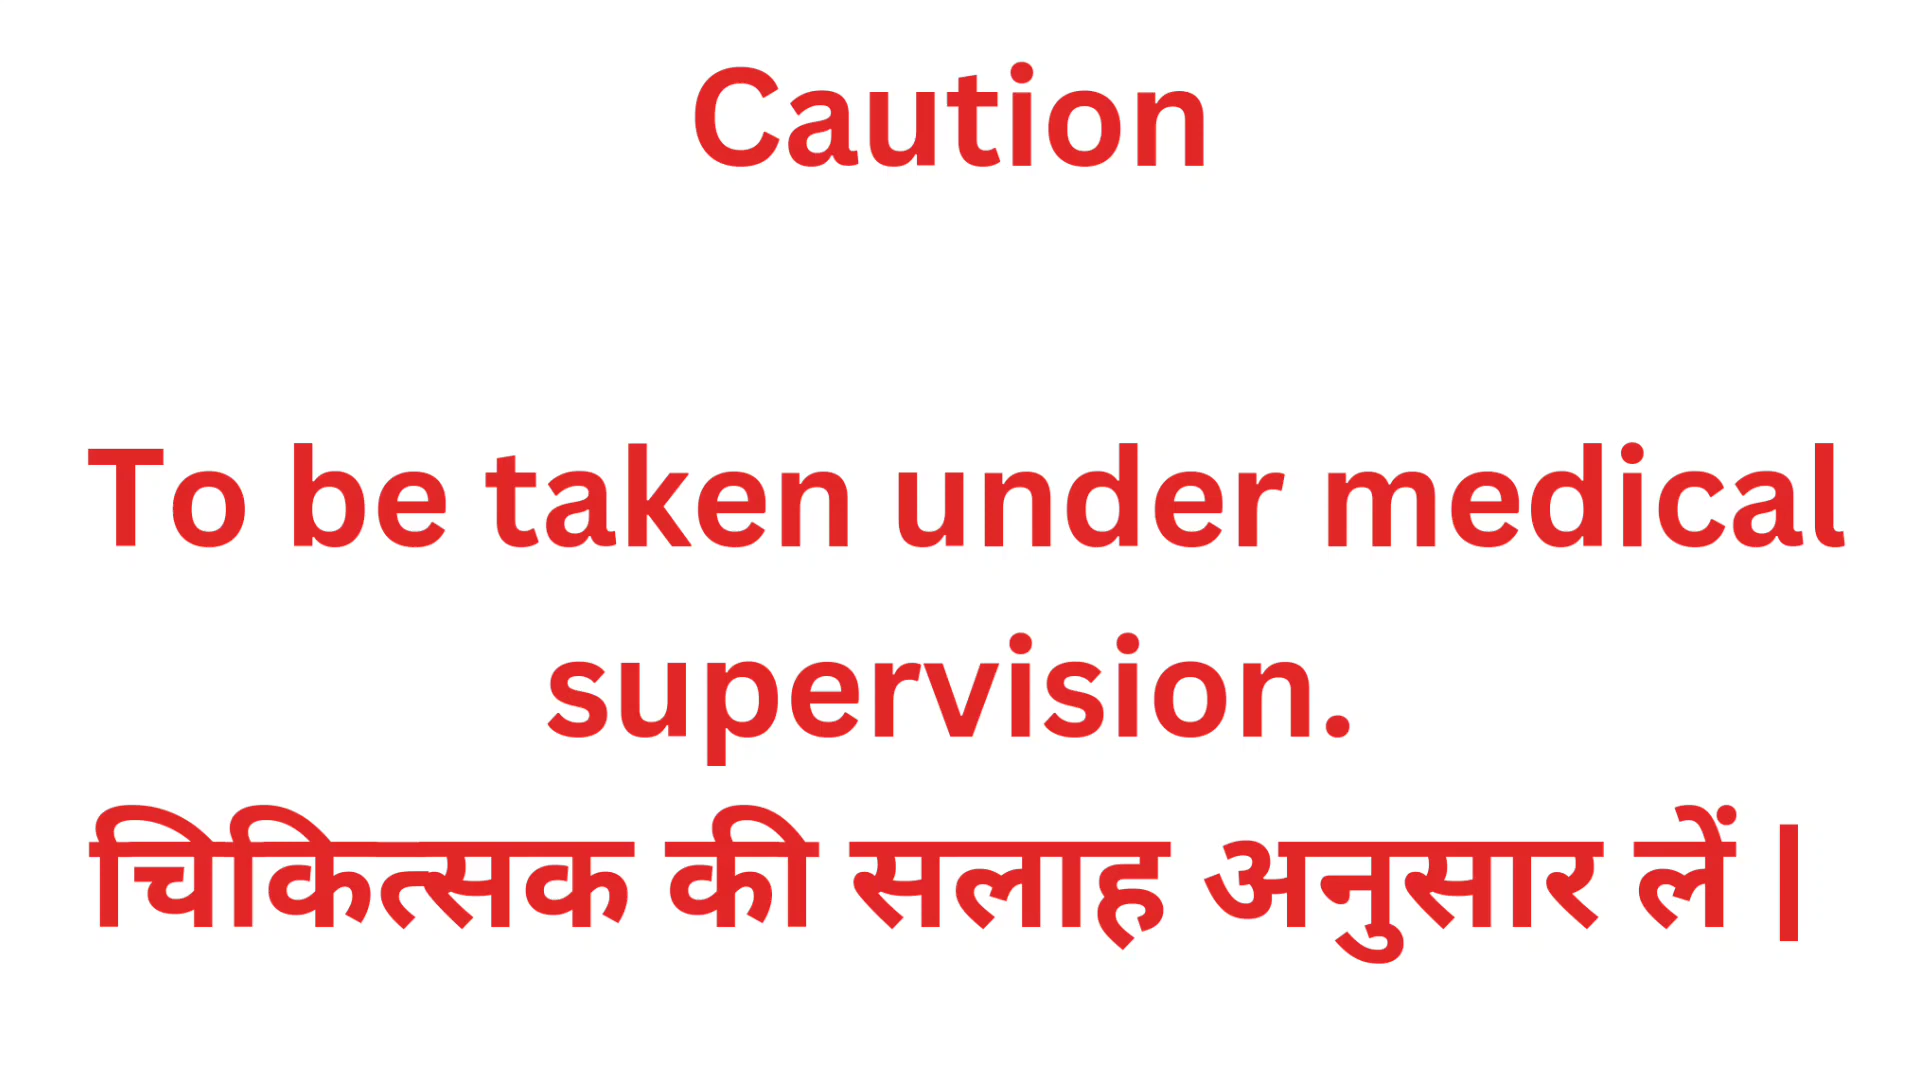 Caution
To be taken under medical
supervision.
चिकित्सक की सलाह अनुसार लें |